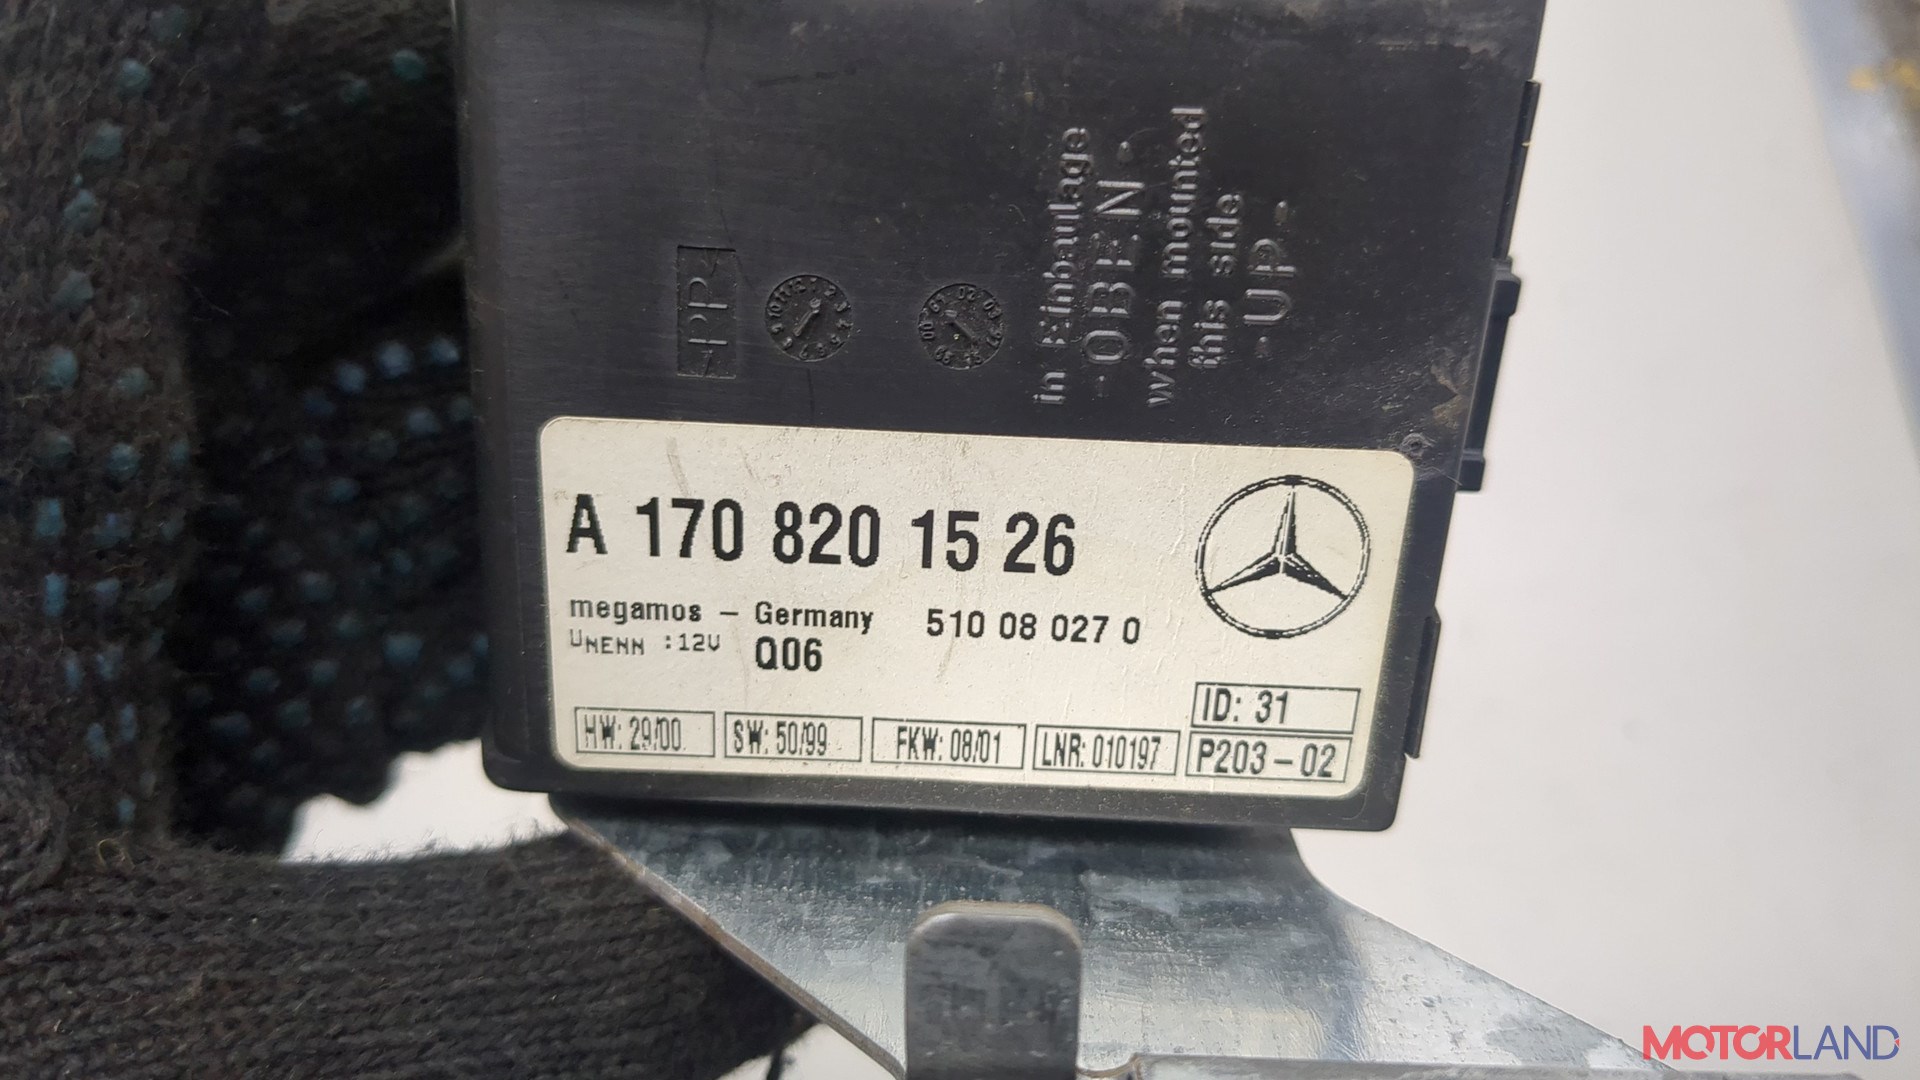 in Einbaulage
-OBEN-
when mounted
this side
-UP-
>PP<
A 170 820 15 26
megamos - Germany 510 08 027 0
UNENN :12V Q06
ID: 31
HW: 29/00 SW: 50/99 FKW: 08/01 LNR: 010197 P203-02
MOTORLAND